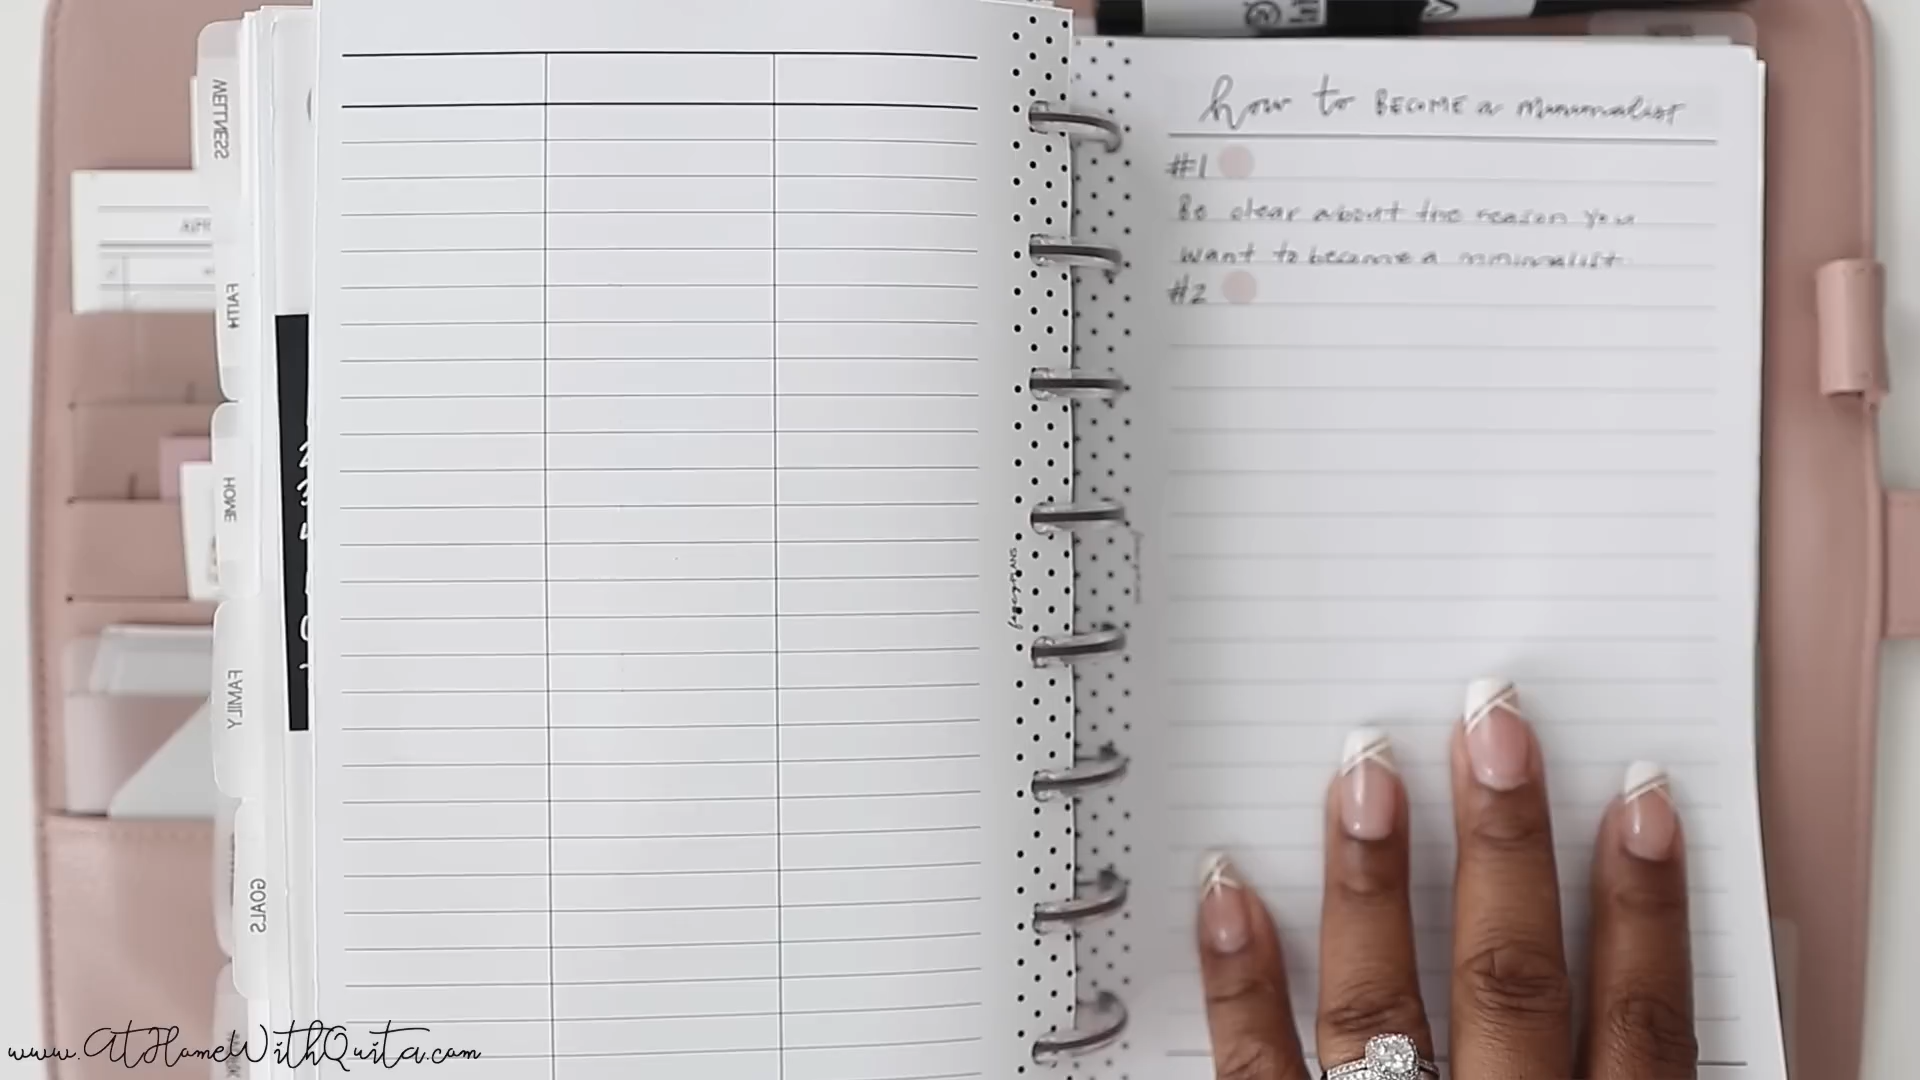 WELLNESS
FAITH
HOME
FAMILY
GOALS
how to BECOME a minimalist
#1
Be clear about the reason you
want to become a minimalist
#2
www.AtHomeWithQuita.com